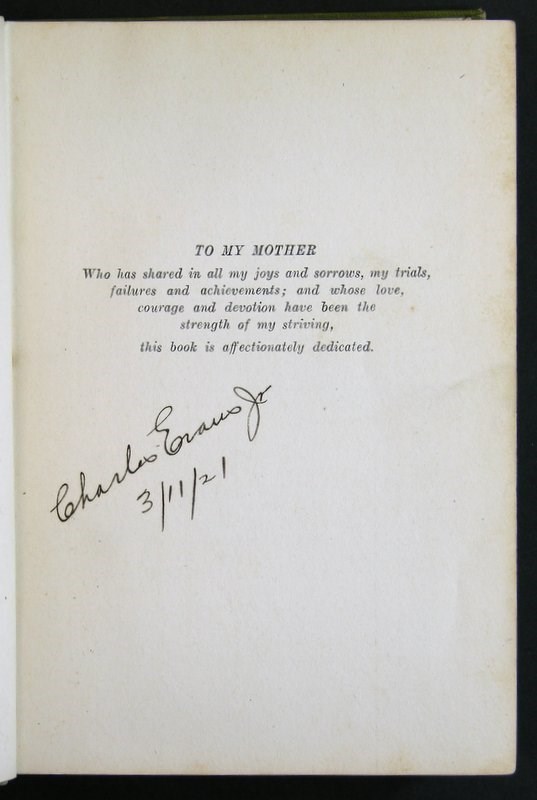 TO MY MOTHER
Who has shared in all my joys and sorrows, my trials,
failures and achievements; and whose love,
courage and devotion have been the
strength of my striving,
this book is affectionately dedicated.
Charles Evans Jr
3/11/21